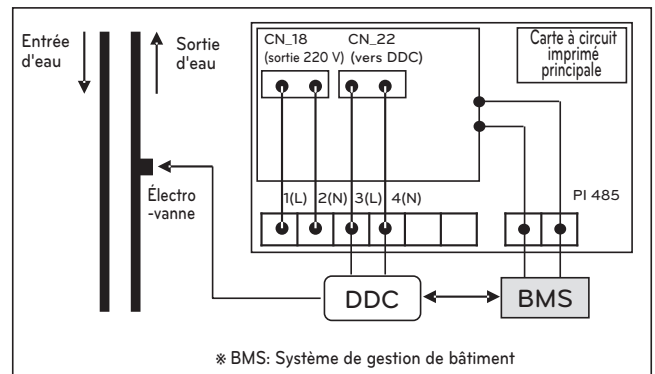 Entrée
d'eau
Sortie
d'eau
CN_18
(sortie 220 V)
CN_22
(vers DDC)
Carte à circuit
imprimé
principale
Électro
-vanne
1(L) 2(N) 3(L) 4(N)
PI 485
DDC
BMS
※ BMS: Système de gestion de bâtiment